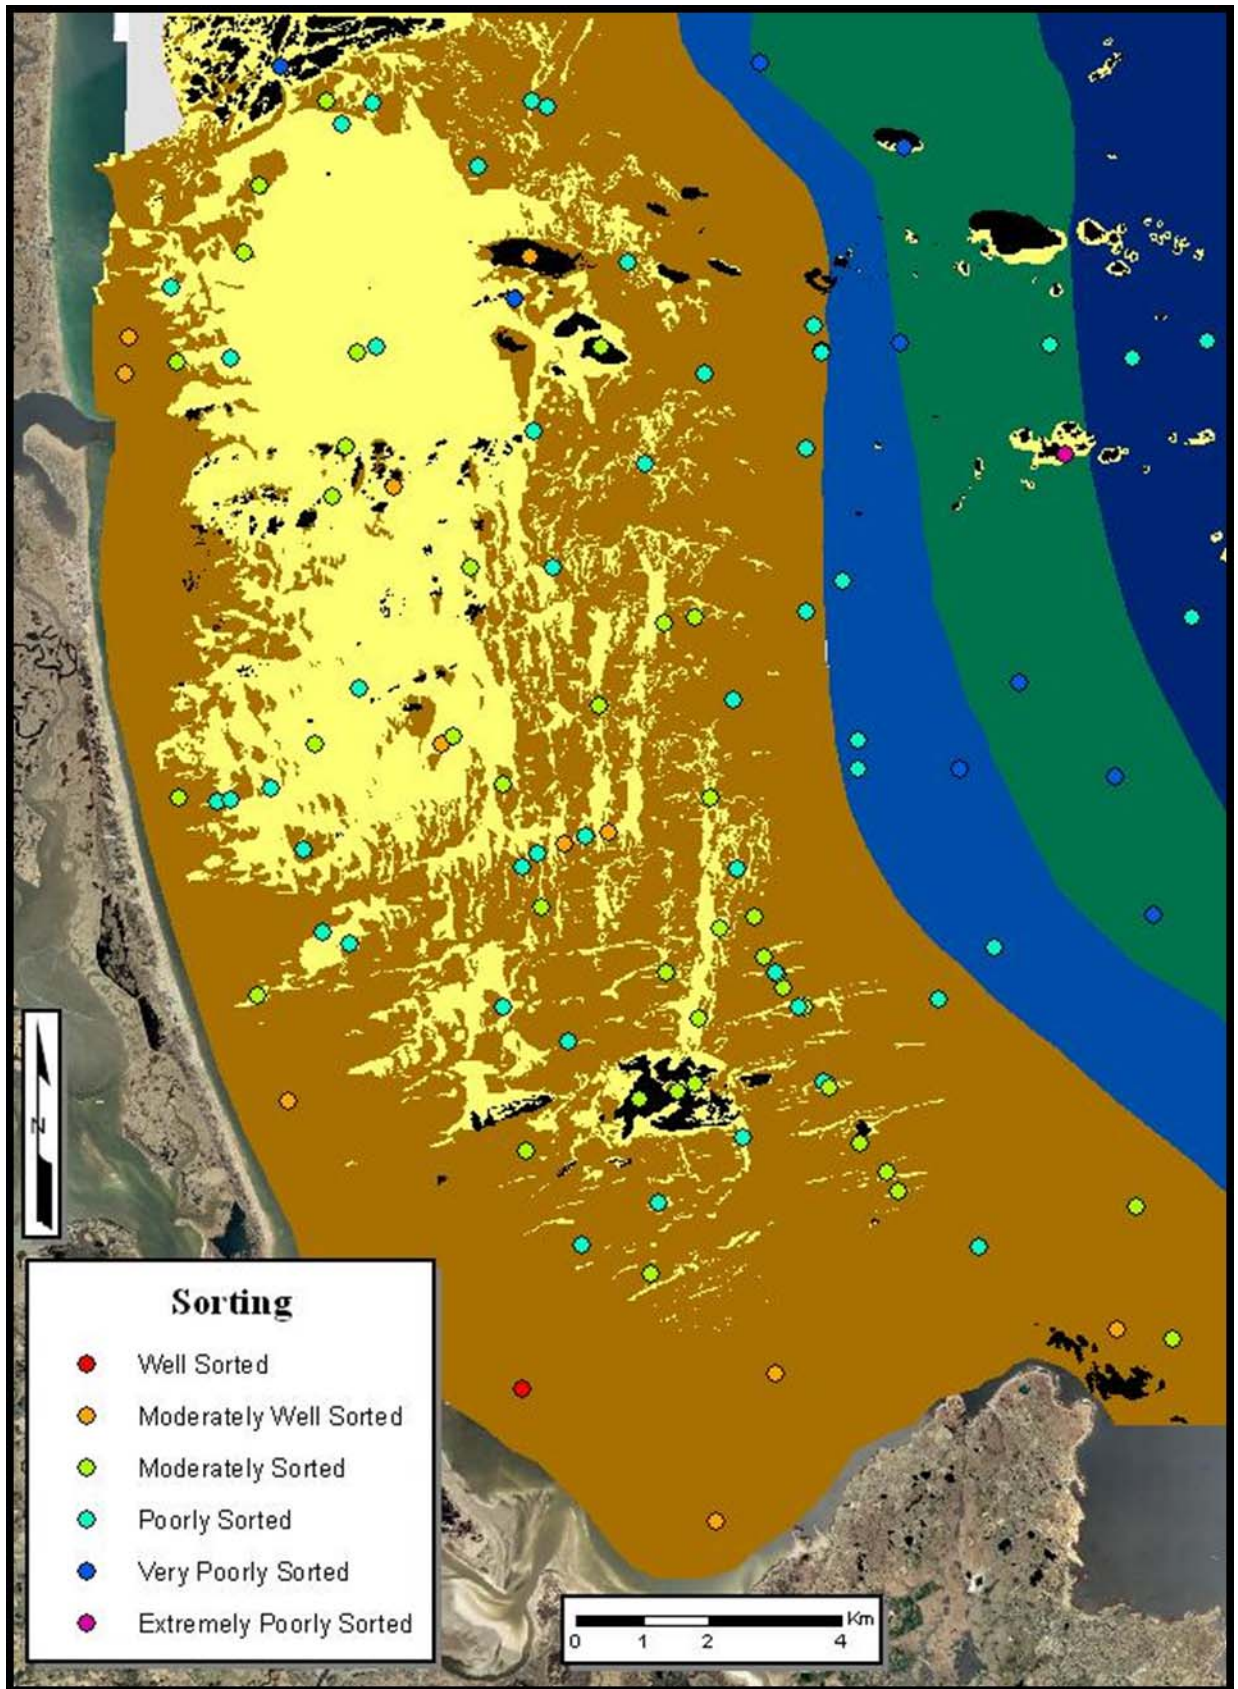 N
Sorting
Well Sorted
Moderately Well Sorted
Moderately Sorted
Poorly Sorted
Very Poorly Sorted
Extremely Poorly Sorted
Km
0 1 2 4